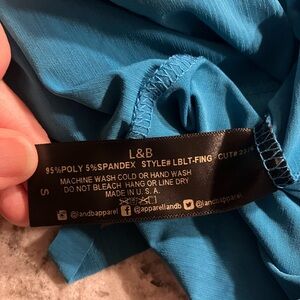 L&B
95%POLY 5%SPANDEX STYLE# LBLT-FING CUT#
MACHINE WASH COLD OR HAND WASH
DO NOT BLEACH HANG OR LINE DRY
MADE IN U.S.A.
@landbapparel @apparellandb @landbapparel
S